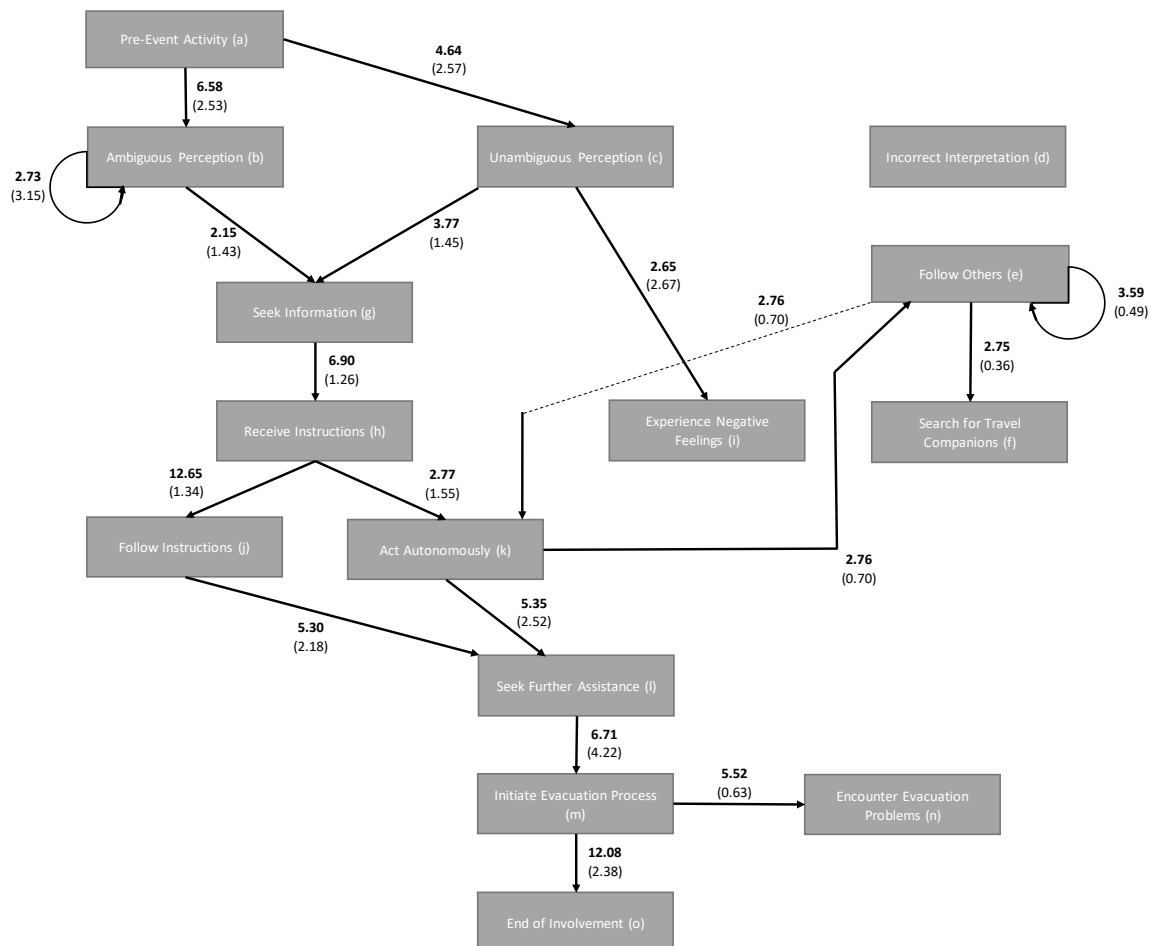 Pre-Event Activity (a)
4.64
(2.57)
6.58
(2.53)
Ambiguous Perception (b)
Unambiguous Perception (c)
Incorrect Interpretation (d)
2.73
(3.15)
2.15
(1.43)
3.77
(1.45)
2.65
(2.67)
Follow Others (e)
3.59
(0.49)
2.76
(0.70)
2.75
(0.36)
Seek Information (g)
6.90
(1.26)
Receive Instructions (h)
Experience Negative
Feelings (i)
Search for Travel
Companions (f)
12.65
(1.34)
2.77
(1.55)
Follow Instructions (j)
Act Autonomously (k)
2.76
(0.70)
5.30
(2.18)
5.35
(2.52)
Seek Further Assistance (l)
6.71
(4.22)
Initiate Evacuation Process
(m)
5.52
(0.63)
Encounter Evacuation
Problems (n)
12.08
(2.38)
End of Involvement (o)